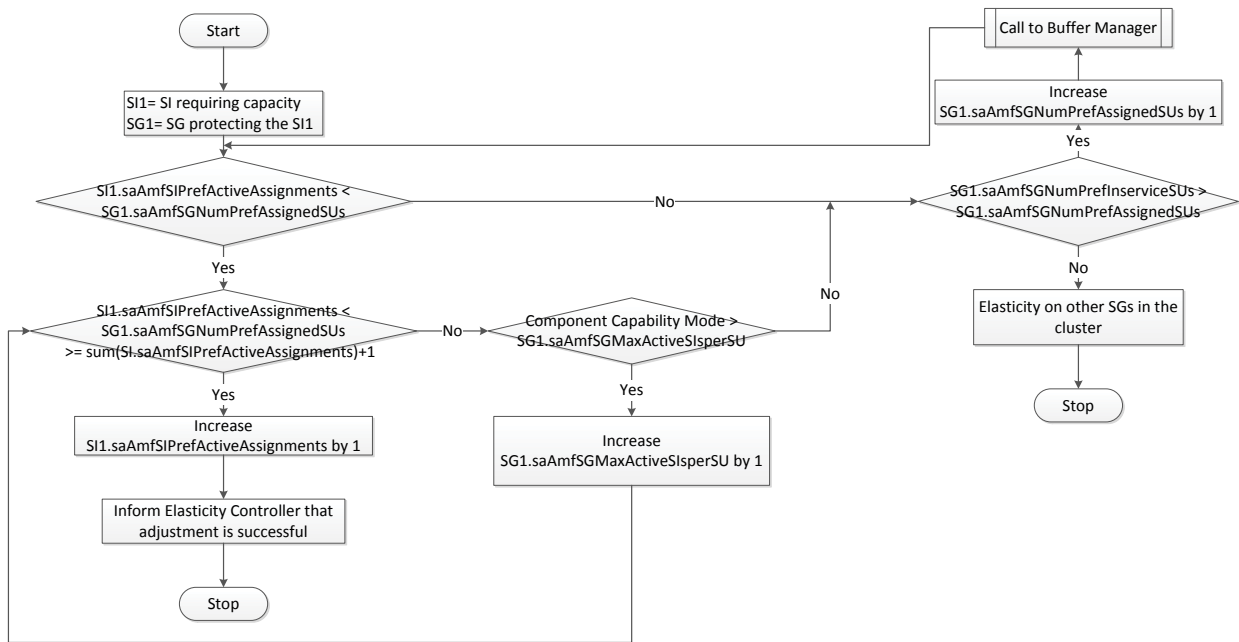 Start
Call to Buffer Manager
SI1= SI requiring capacity
SG1= SG protecting the SI1
Increase
SG1.saAmfSGNumPrefAssignedSUs by 1
Yes
SI1.saAmfSIPrefActiveAssignments <
SG1.saAmfSGNumPrefAssignedSUs
No
SG1.saAmfSGNumPrefInserviceSUs >
SG1.saAmfSGNumPrefAssignedSUs
Yes
No
SI1.saAmfSIPrefActiveAssignments <
SG1.saAmfSGNumPrefAssignedSUs
>= sum(SI.saAmfSIPrefActiveAssignments)+1
No
Component Capability Mode >
SG1.saAmfSGMaxActiveSIsperSU
No
Elasticity on other SGs in the
cluster
Yes
Yes
Stop
Increase
SI1.saAmfSIPrefActiveAssignments by 1
Increase
SG1.saAmfSGMaxActiveSIsperSU by 1
Inform Elasticity Controller that
adjustment is successful
Stop